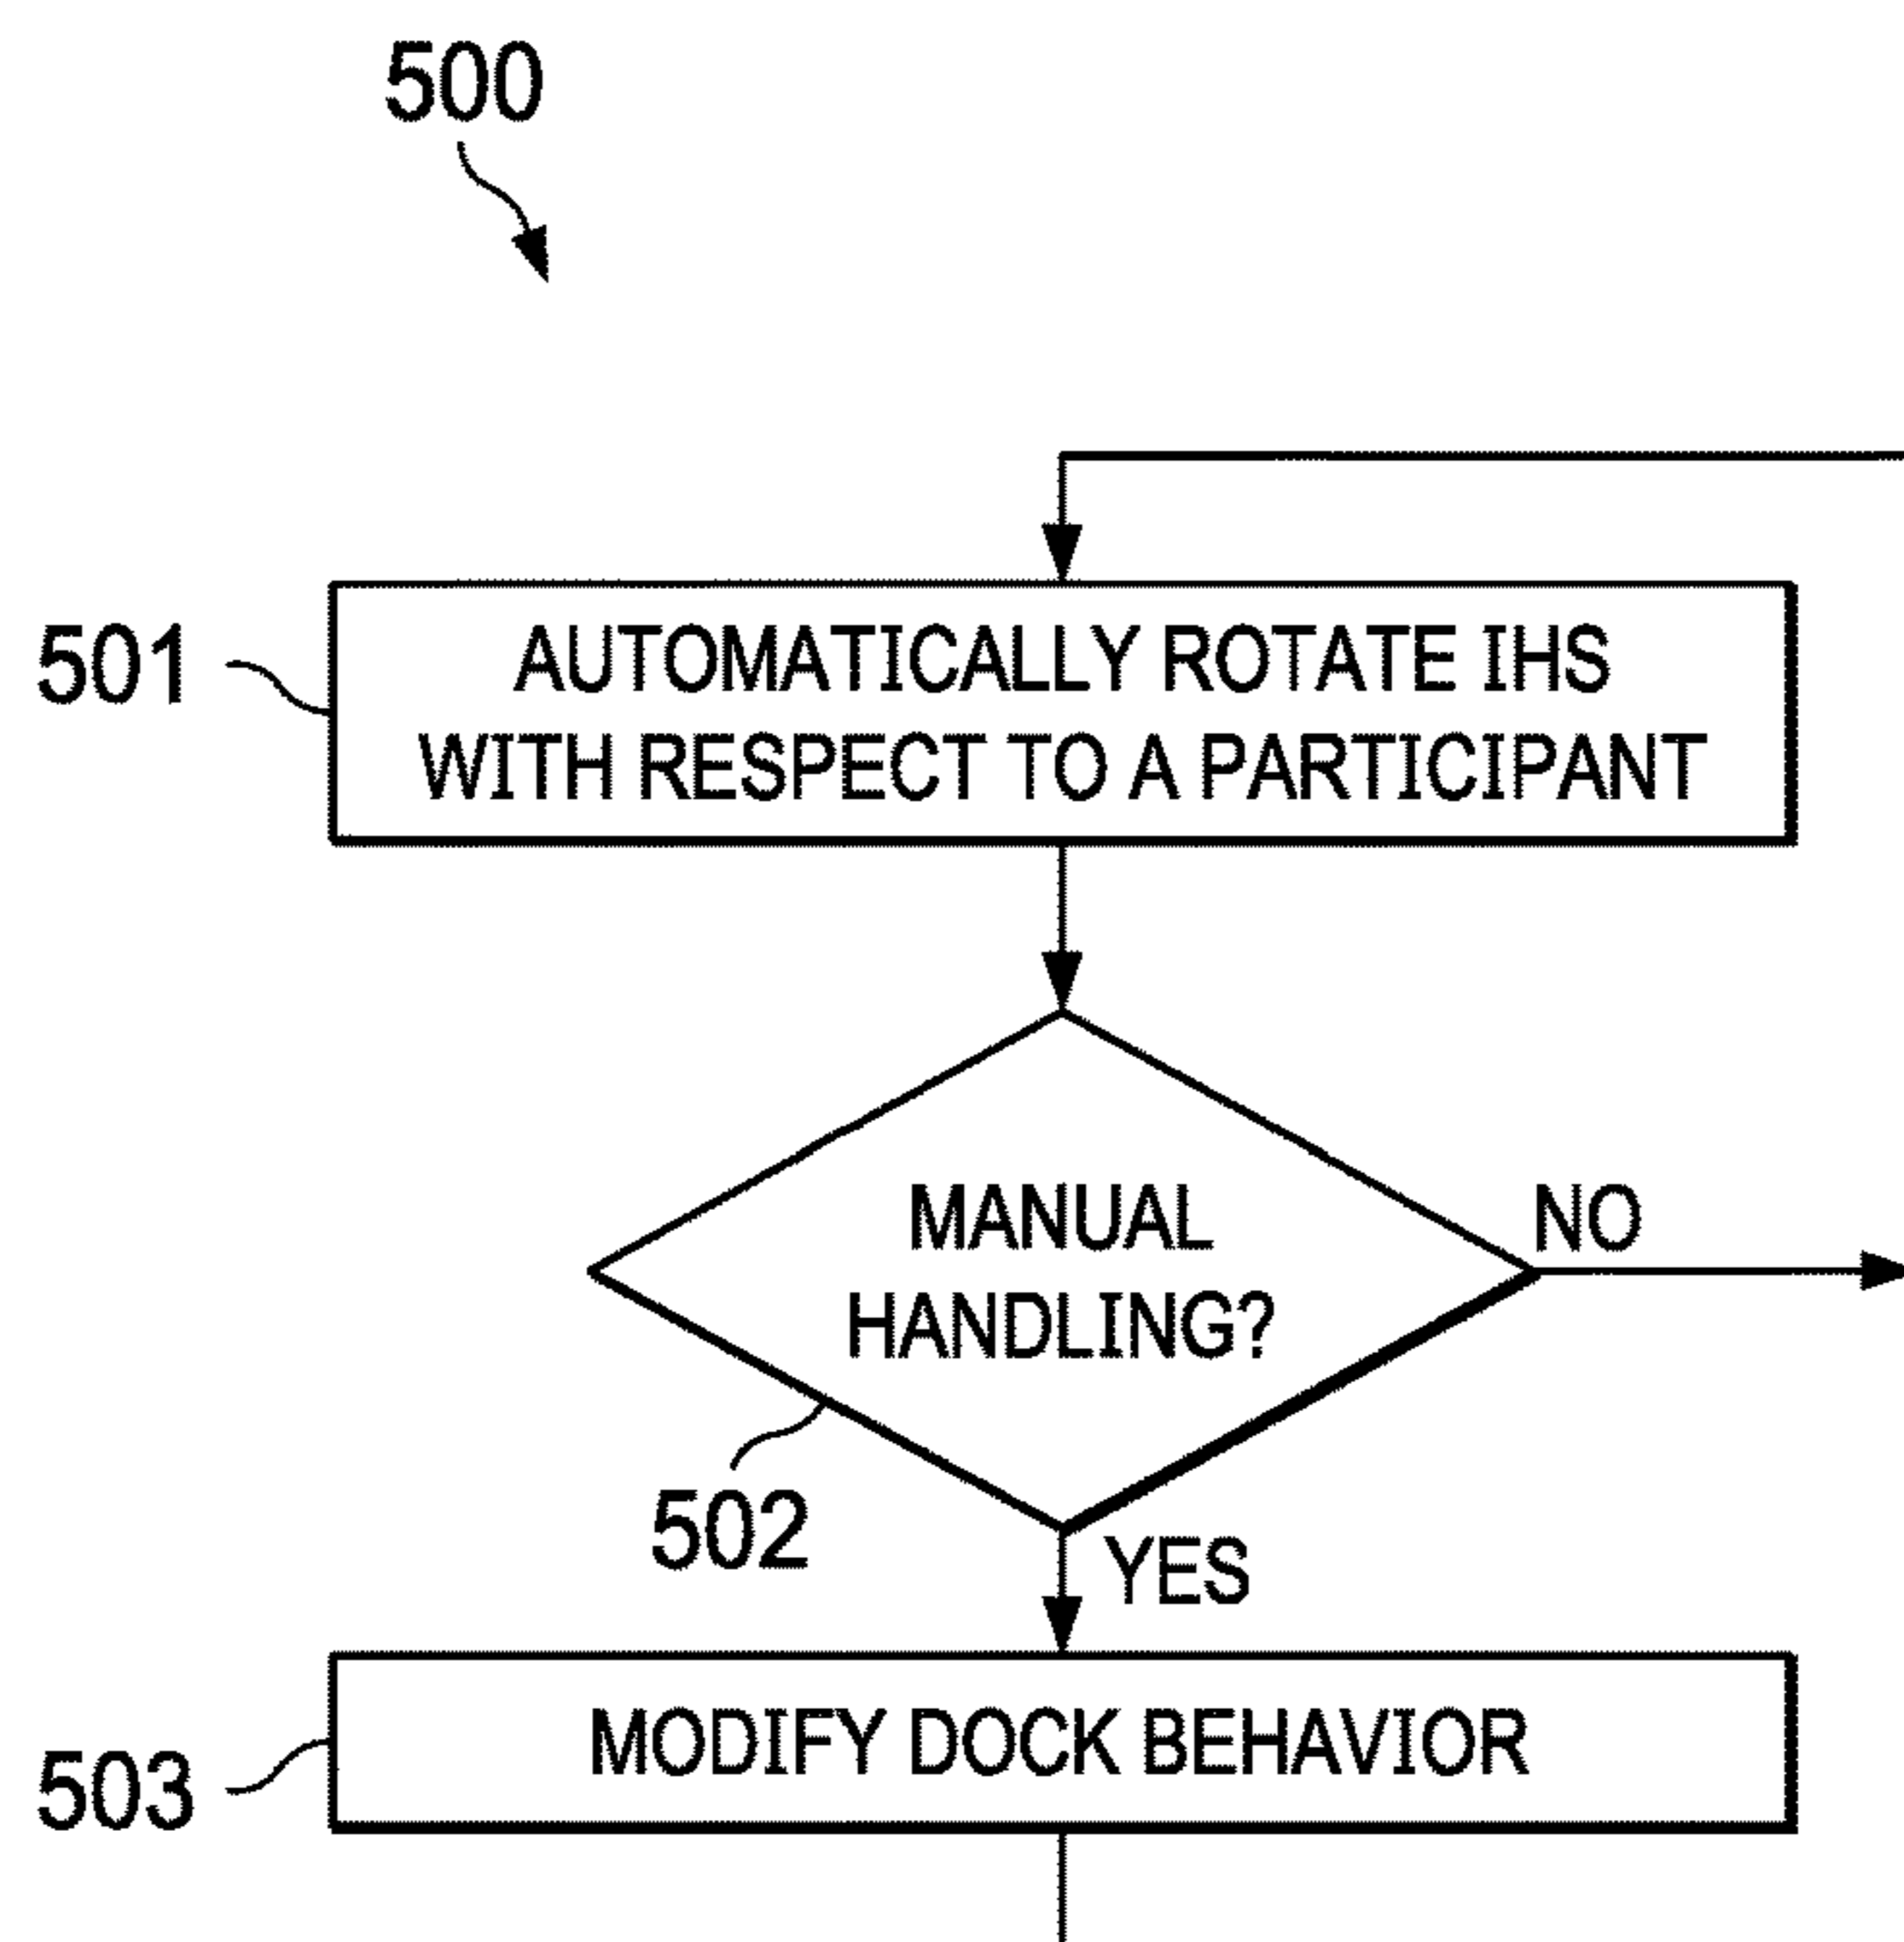 500
501
AUTOMATICALLY ROTATE IHS
WITH RESPECT TO A PARTICIPANT
MANUAL
HANDLING?
NO
502
YES
MODIFY DOCK BEHAVIOR
503